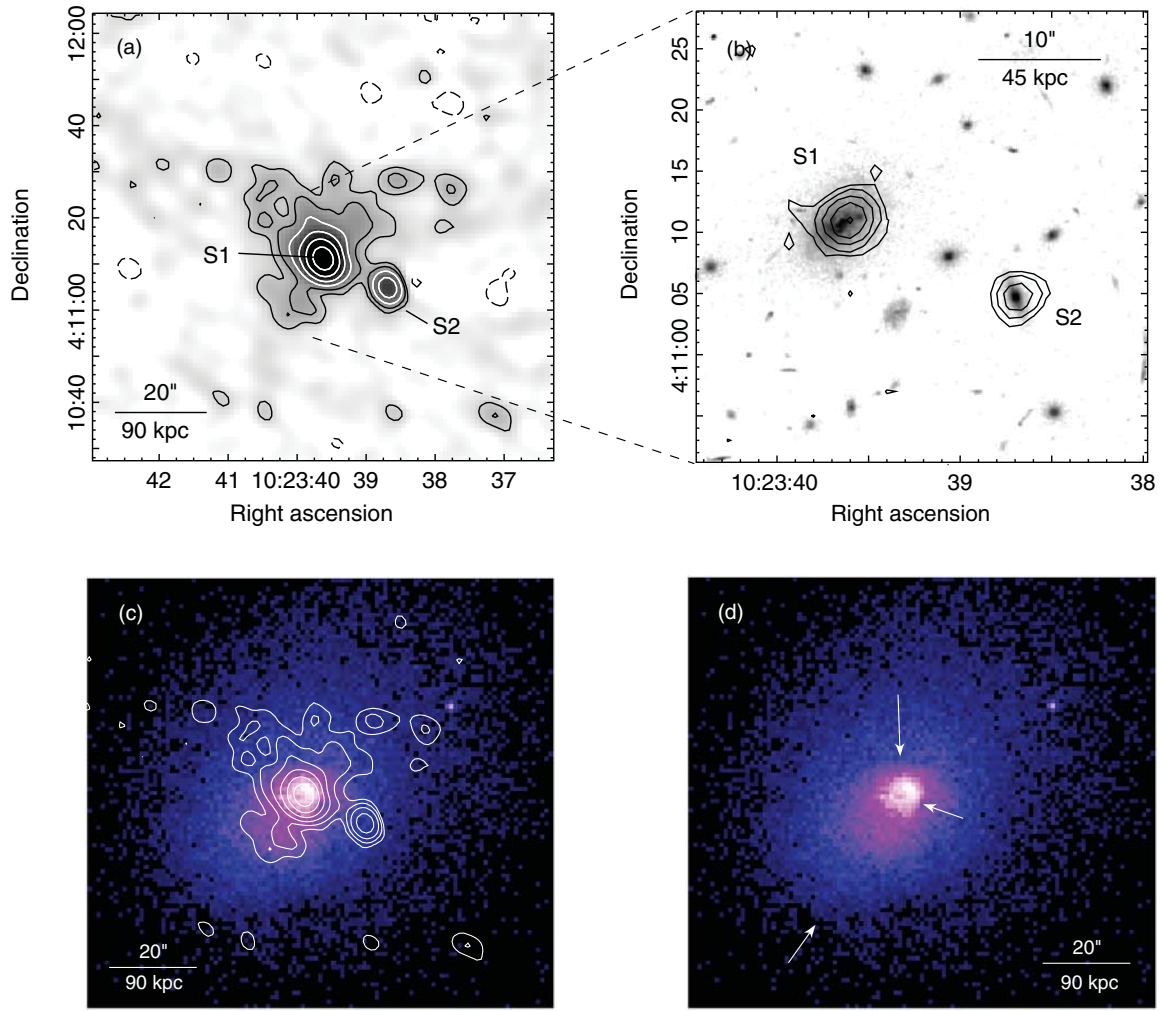 (a)
12:00
40
20
4:11:00
10:40
Declination
S1
S2
20"
90 kpc
42
41
10:23:40
39
38
37
Right ascension
(b)
10"
45 kpc
25
20
15
10
05
4:11:00
Declination
S1
S2
10:23:40
39
38
Right ascension
(c)
20"
90 kpc
(d)
20"
90 kpc